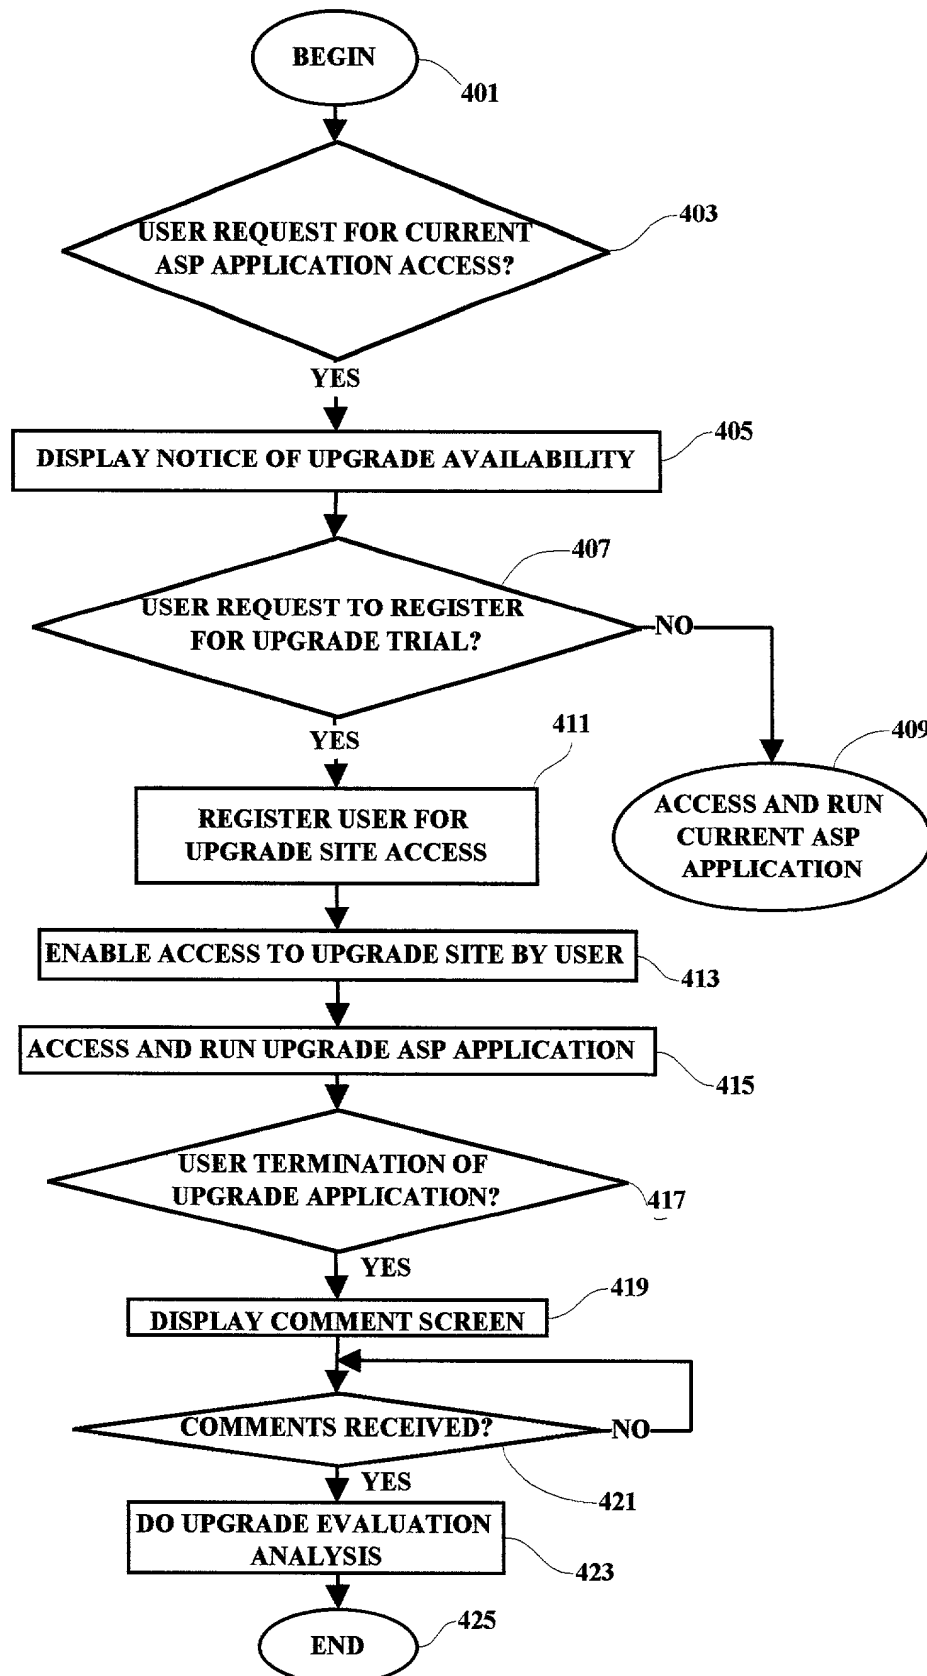 BEGIN
401
USER REQUEST FOR CURRENT
ASP APPLICATION ACCESS?
403
YES
DISPLAY NOTICE OF UPGRADE AVAILABILITY
405
USER REQUEST TO REGISTER
FOR UPGRADE TRIAL?
407
NO
YES
409
ACCESS AND RUN
CURRENT ASP
APPLICATION
411
REGISTER USER FOR
UPGRADE SITE ACCESS
ENABLE ACCESS TO UPGRADE SITE BY USER
413
ACCESS AND RUN UPGRADE ASP APPLICATION
415
USER TERMINATION OF
UPGRADE APPLICATION?
417
YES
DISPLAY COMMENT SCREEN
419
COMMENTS RECEIVED?
NO
421
YES
DO UPGRADE EVALUATION
ANALYSIS
423
END
425